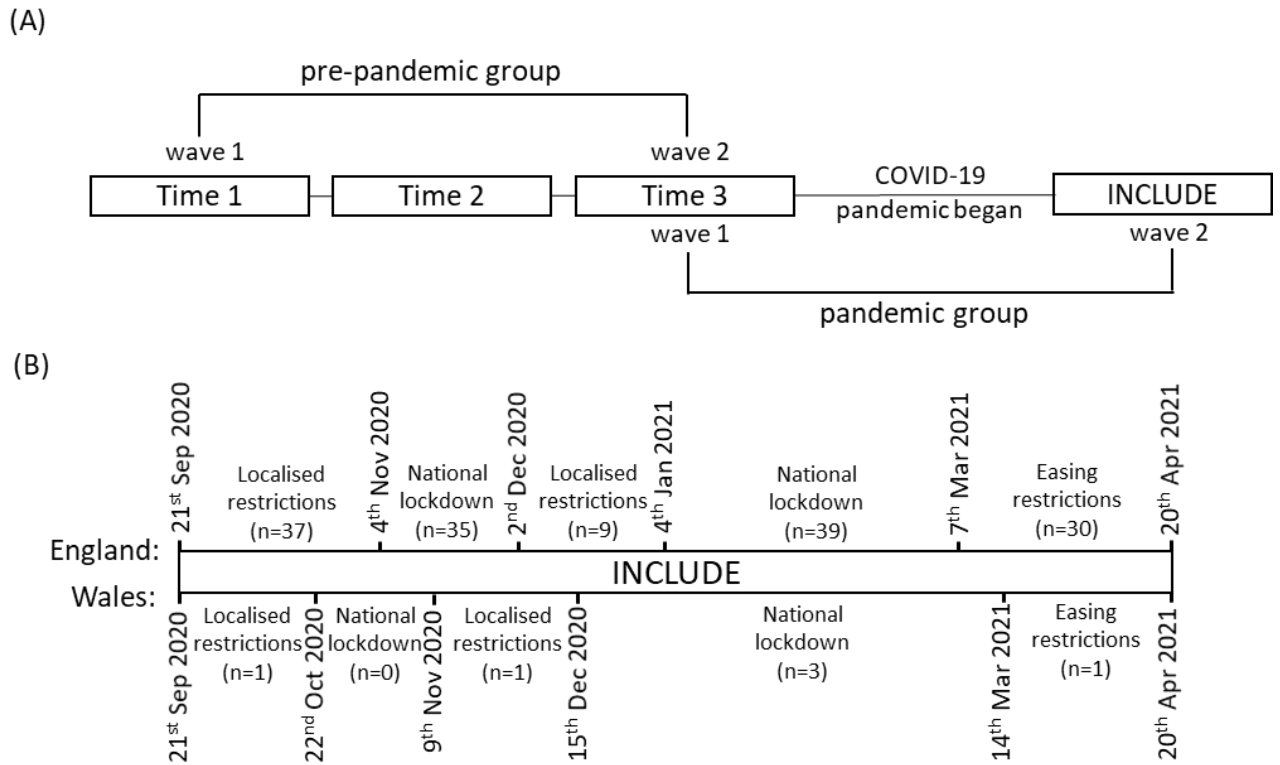 (A)
pre-pandemic group
wave 1
wave 2
Time 1
Time 2
Time 3
COVID-19
pandemic began
INCLUDE
wave 1
wave 2
pandemic group
(B)
21st Sep 2020
Localised
restrictions
(n=37)
4th Nov 2020
National
lockdown
(n=35)
2nd Dec 2020
Localised
restrictions
(n=9)
4th Jan 2021
National
lockdown
(n=39)
7th Mar 2021
Easing
restrictions
(n=30)
20th Apr 2021
England:
INCLUDE
Wales:
21st Sep 2020
Localised
restrictions
(n=1)
22nd Oct 2020
National
lockdown
(n=0)
9th Nov 2020
Localised
restrictions
(n=1)
15th Dec 2020
National
lockdown
(n=3)
14th Mar 2021
Easing
restrictions
(n=1)
20th Apr 2021